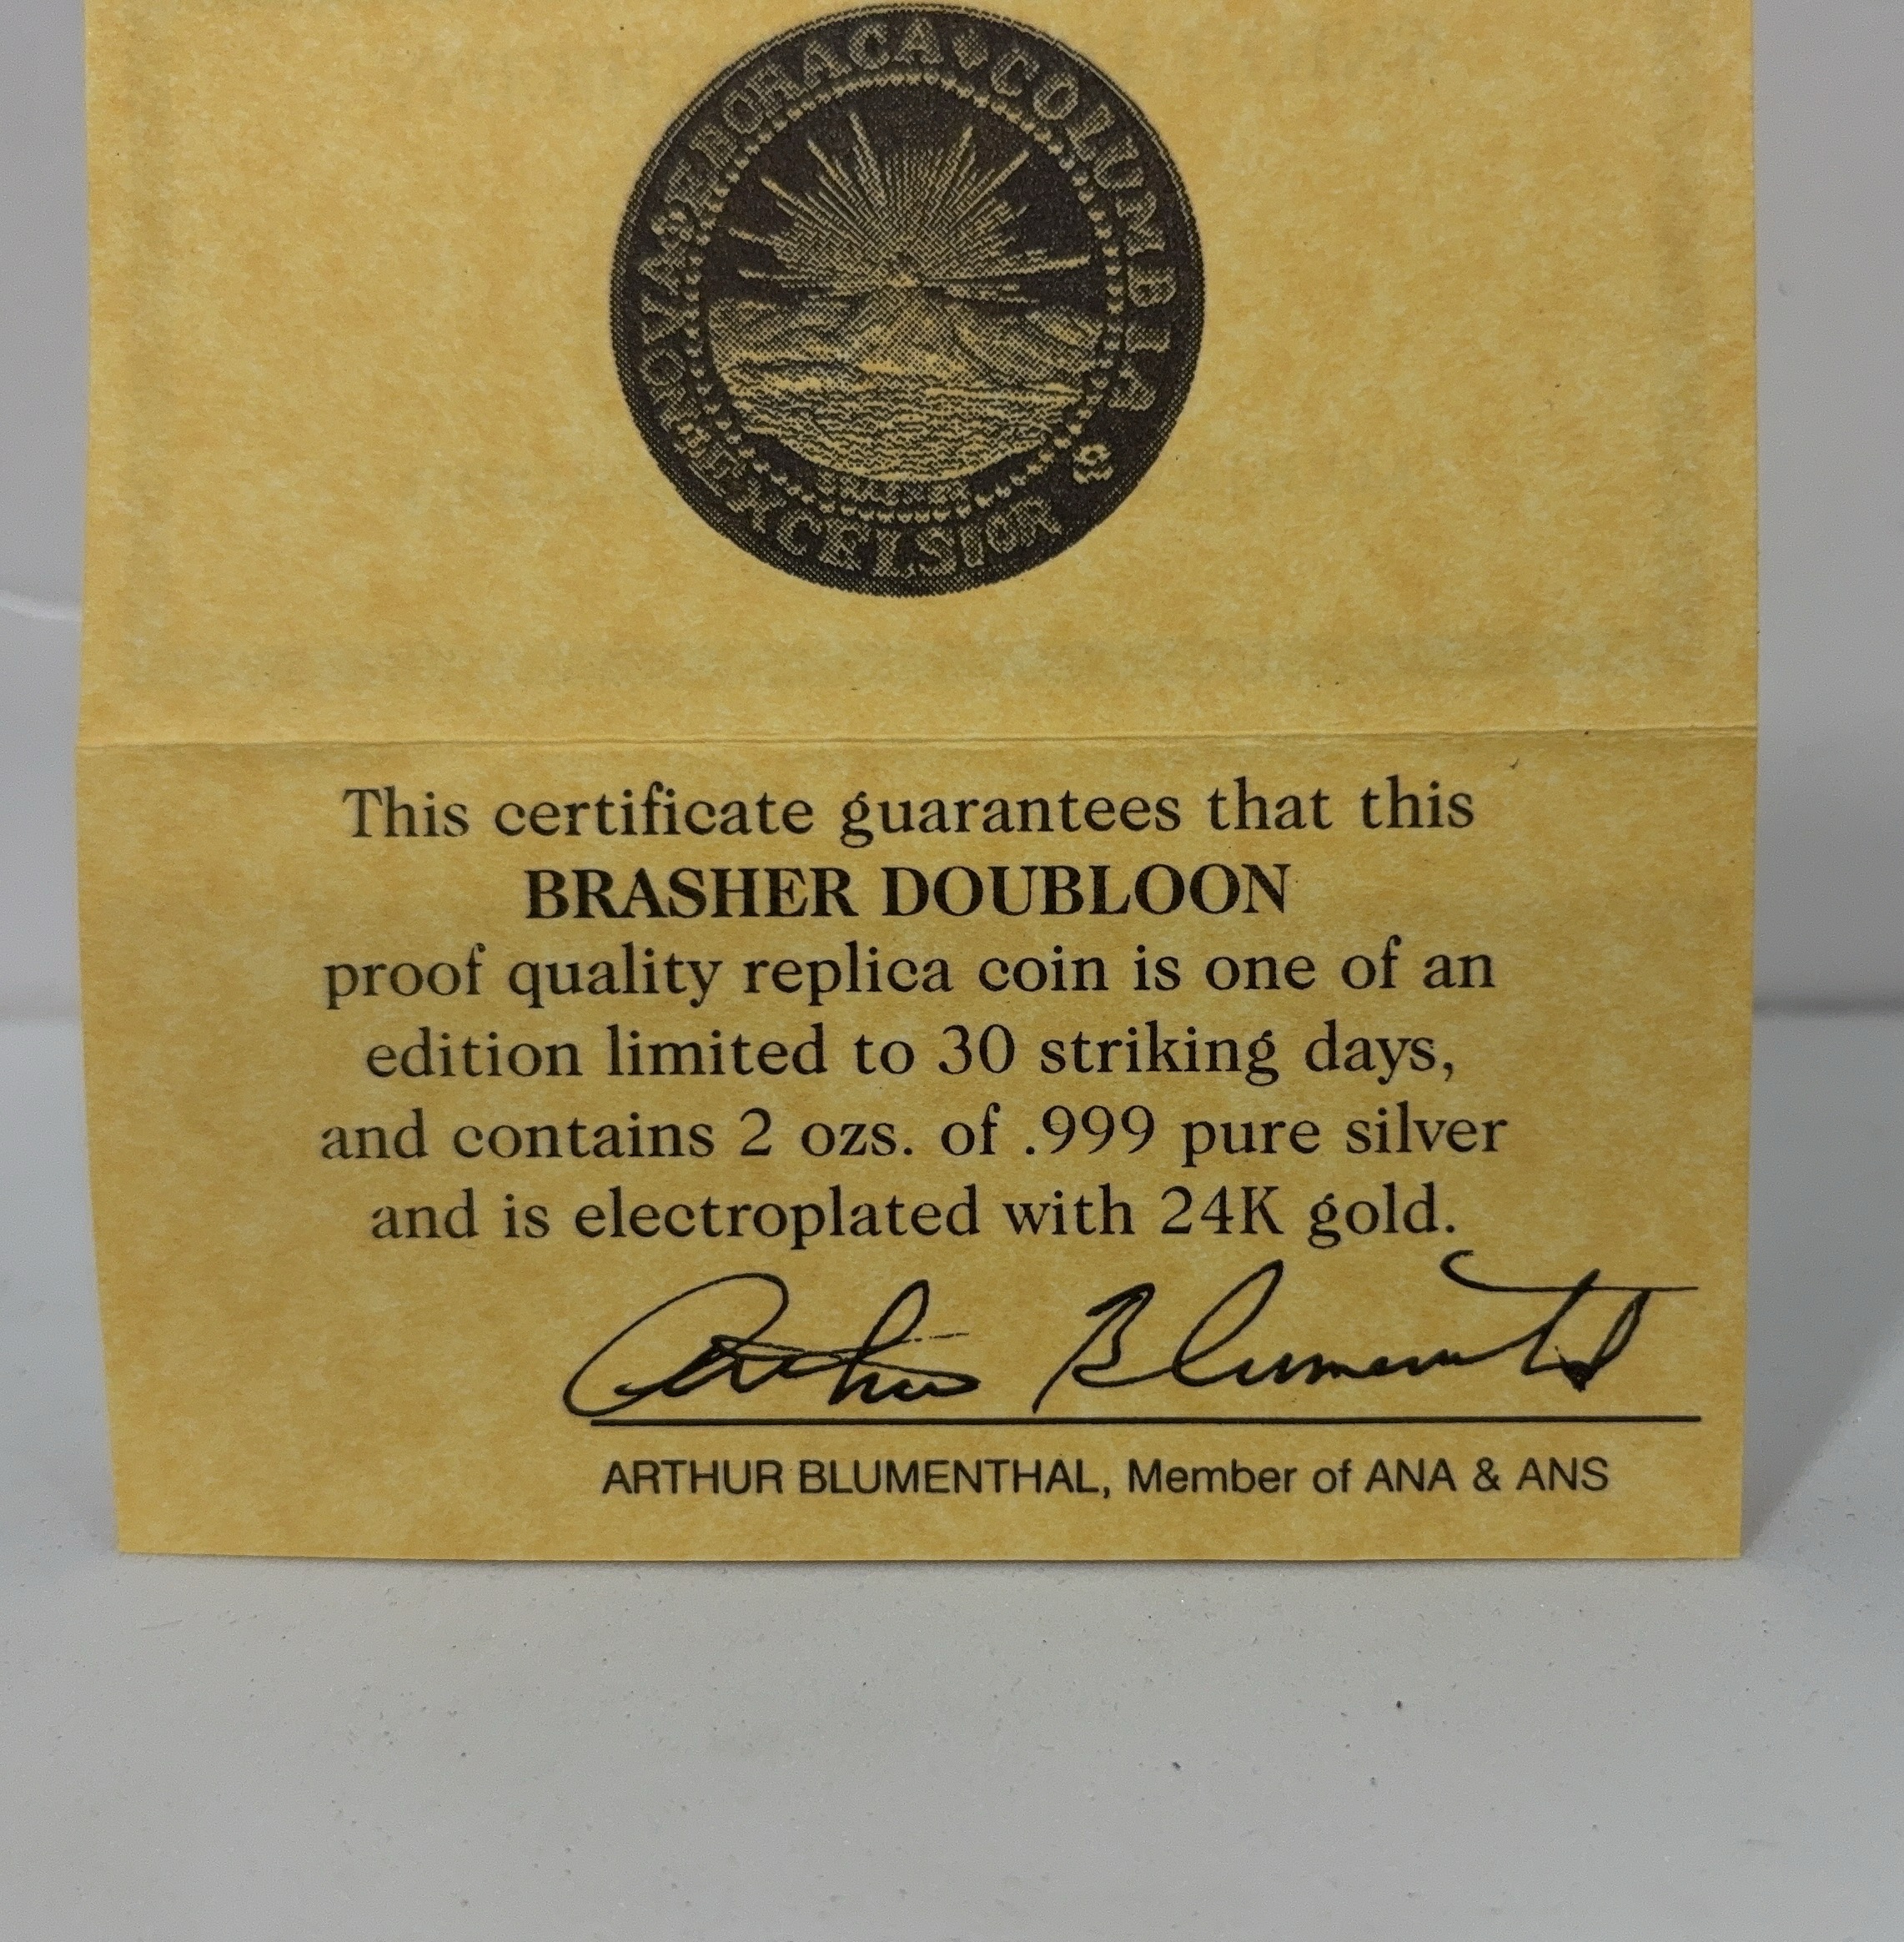 NOVA ❀ EBORACA ❀ COLUMBIA ❀ EXCELSIOR
This certificate guarantees that this
BRASHER DOUBLOON
proof quality replica coin is one of an
edition limited to 30 striking days,
and contains 2 ozs. of .999 pure silver
and is electroplated with 24K gold.
Arthur Blumenthal
ARTHUR BLUMENTHAL, Member of ANA & ANS